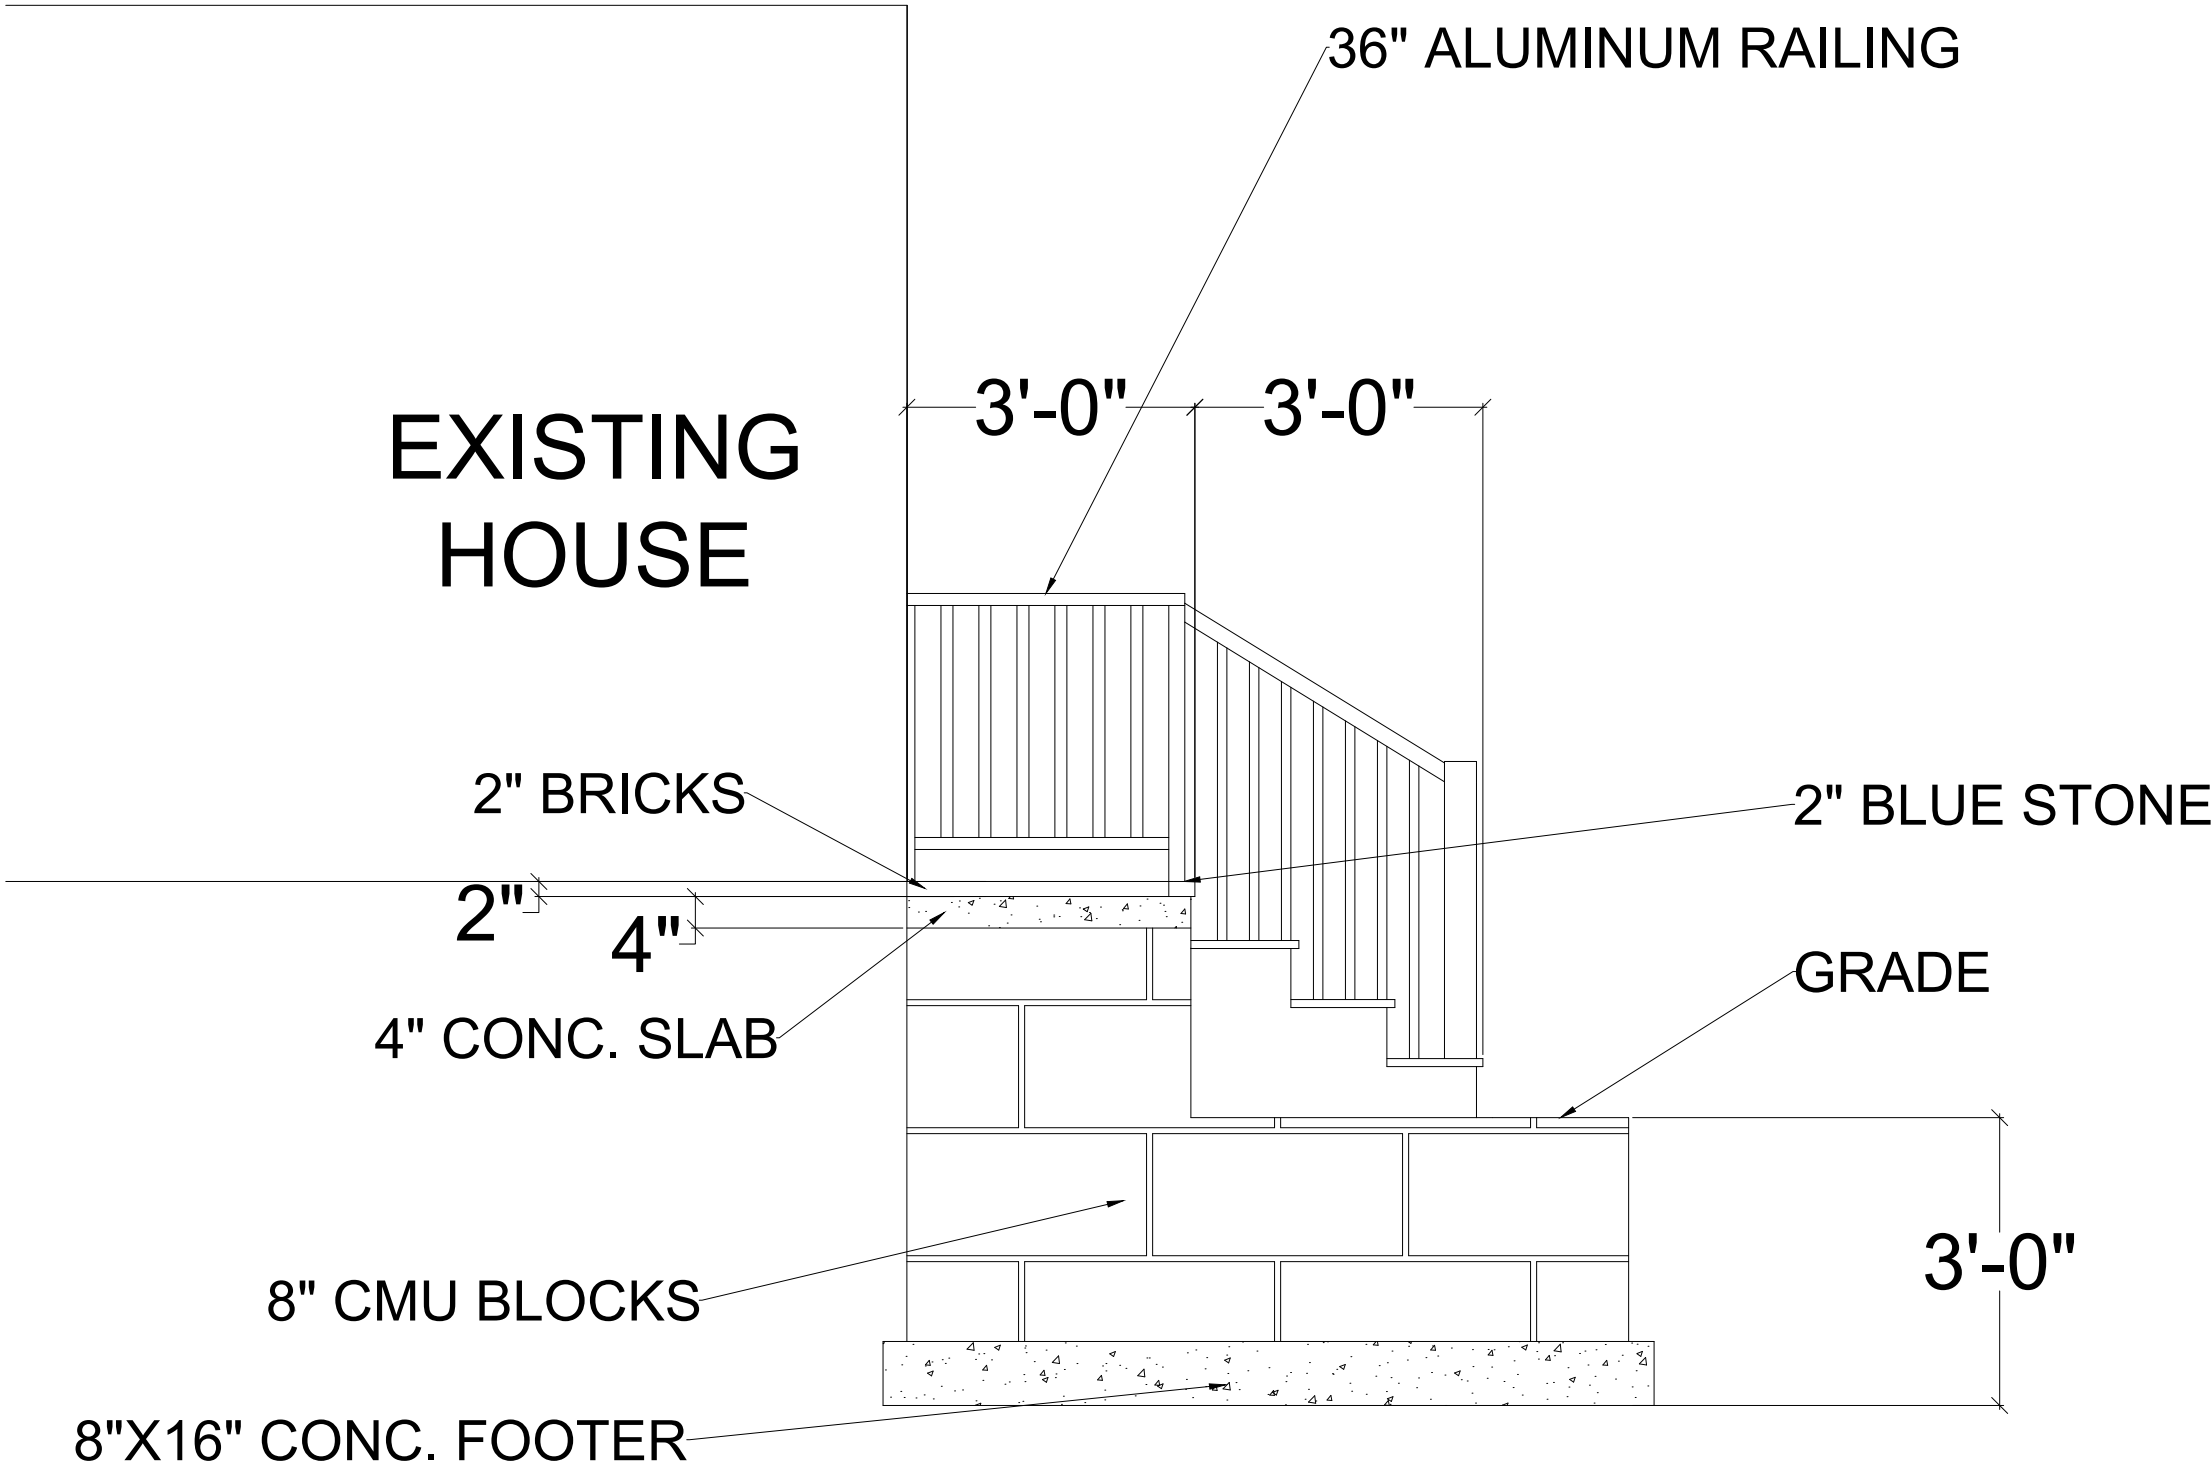 36" ALUMINUM RAILING
3'-0"
3'-0"
EXISTING
HOUSE
2" BRICKS
2" BLUE STONE
2"
4"
GRADE
4" CONC. SLAB
3'-0"
8" CMU BLOCKS
8"X16" CONC. FOOTER